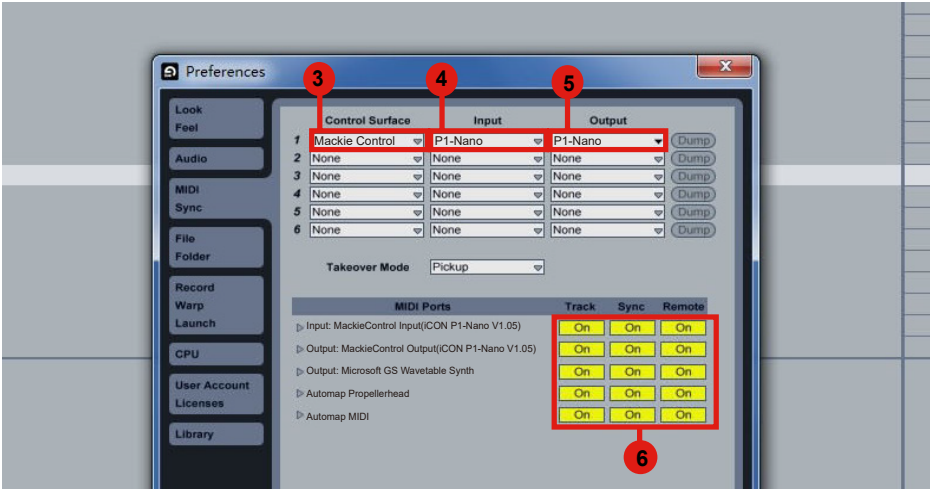 Preferences
X
3
4
5
Look
Feel
Audio
MIDI
Sync
File
Folder
Record
Warp
Launch
CPU
User Account
Licenses
Library
Control Surface Input Output
1 Mackie Control P1-Nano P1-Nano Dump
2 None None None Dump
3 None None None Dump
4 None None None Dump
5 None None None Dump
6 None None None Dump
Takeover Mode Pickup
MIDI Ports Track Sync Remote
Input: MackieControl Input(iCON P1-Nano V1.05) On On On
Output: MackieControl Output(iCON P1-Nano V1.05) On On On
Output: Microsoft GS Wavetable Synth On On On
Automap Propellerhead On On On
Automap MIDI On On On
6